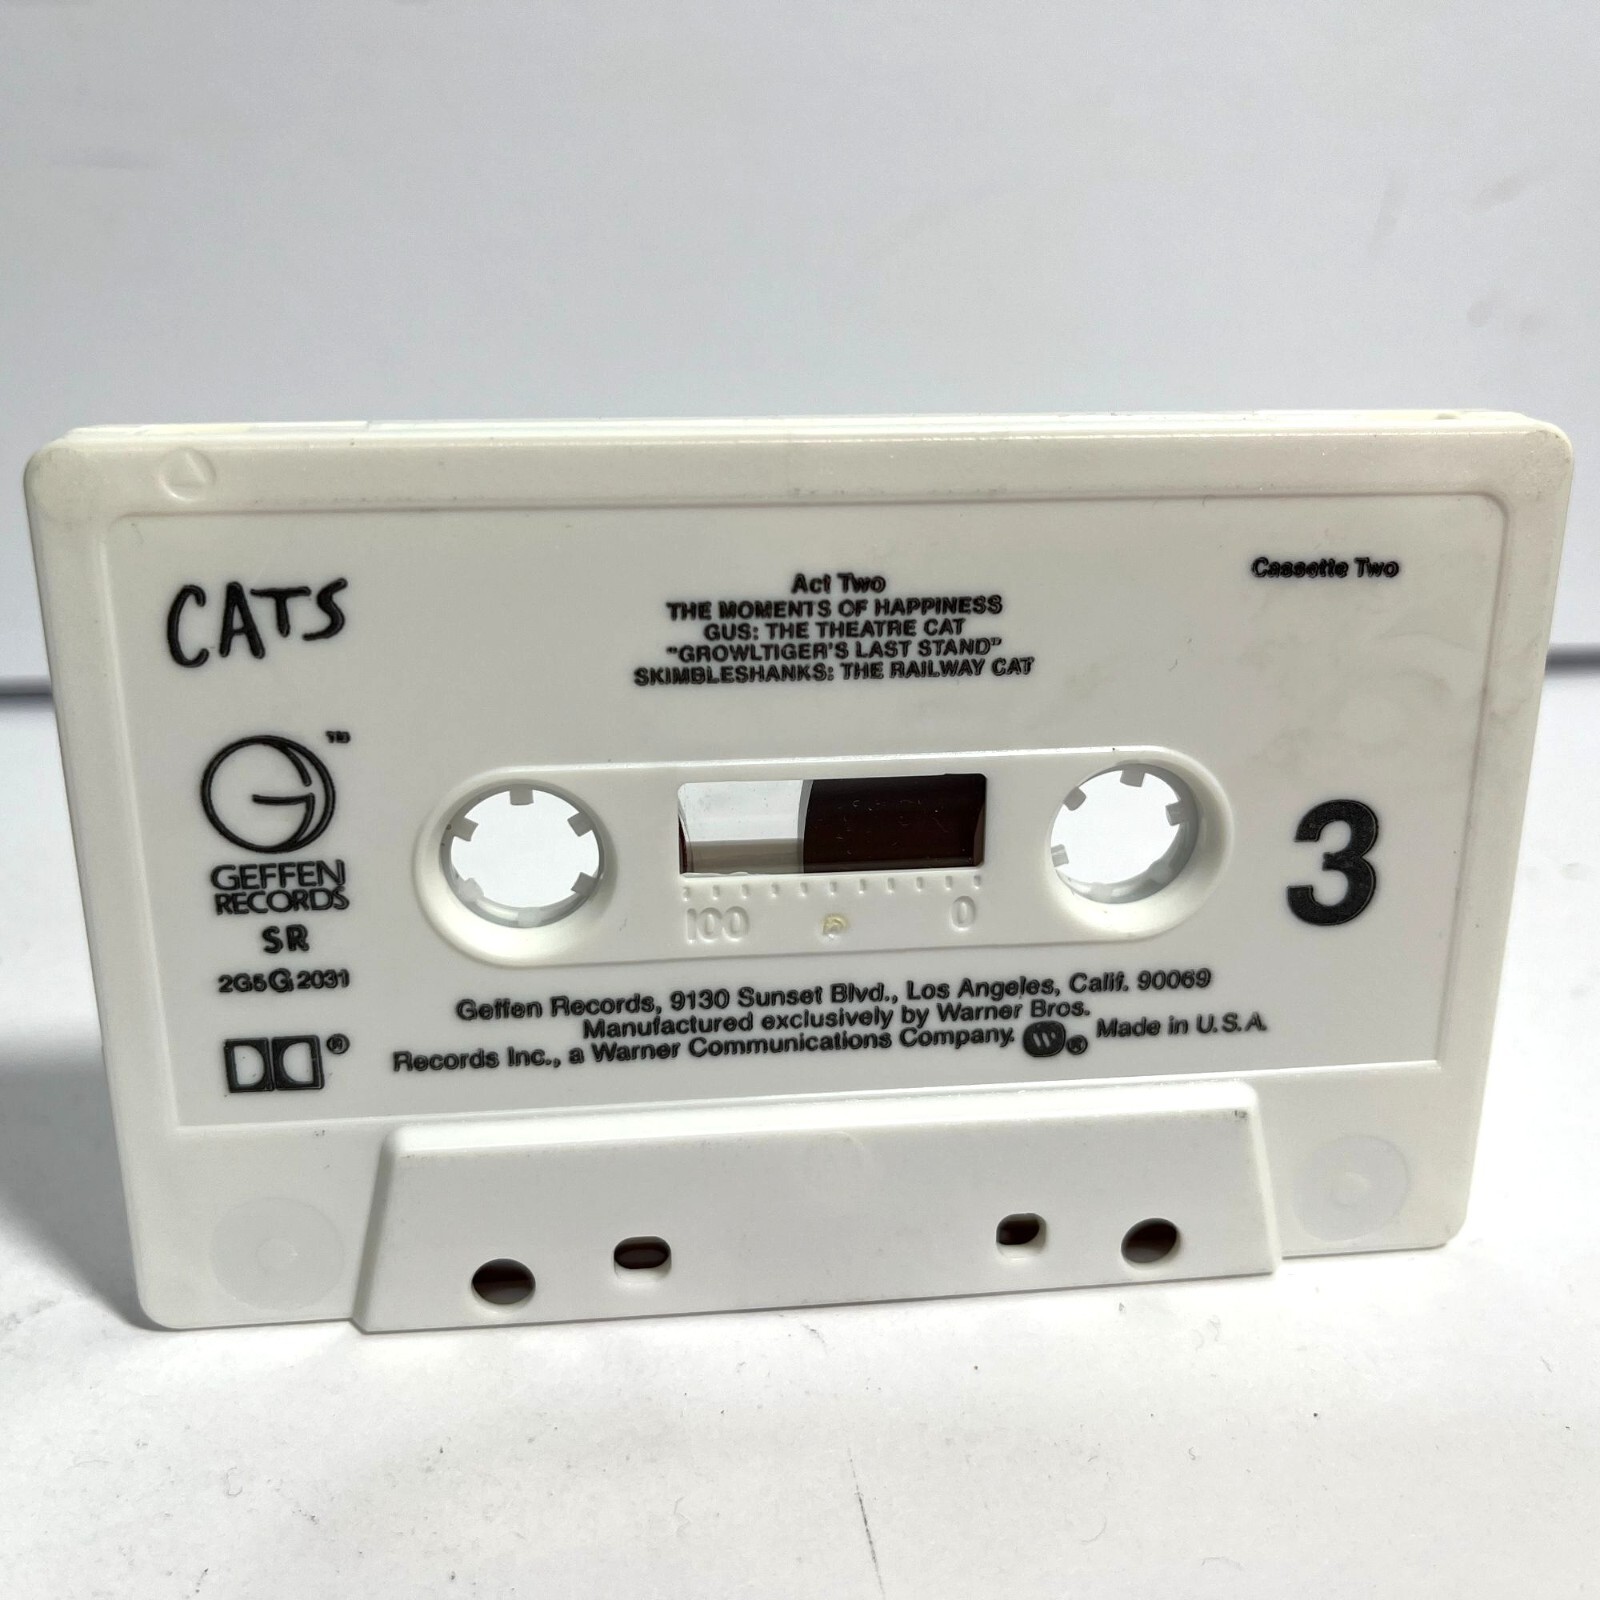 CATS
Act Two
THE MOMENTS OF HAPPINESS
GUS: THE THEATRE CAT
"GROWLTIGER'S LAST STAND"
SKIMBLESHANKS: THE RAILWAY CAT
Cassette Two
TM
GEFFEN
RECORDS
SR
2G5G 2031
100 0
3
Geffen Records, 9130 Sunset Blvd., Los Angeles, Calif. 90069
Manufactured exclusively by Warner Bros.
Records Inc., a Warner Communications Company. W ® Made in U.S.A.
®